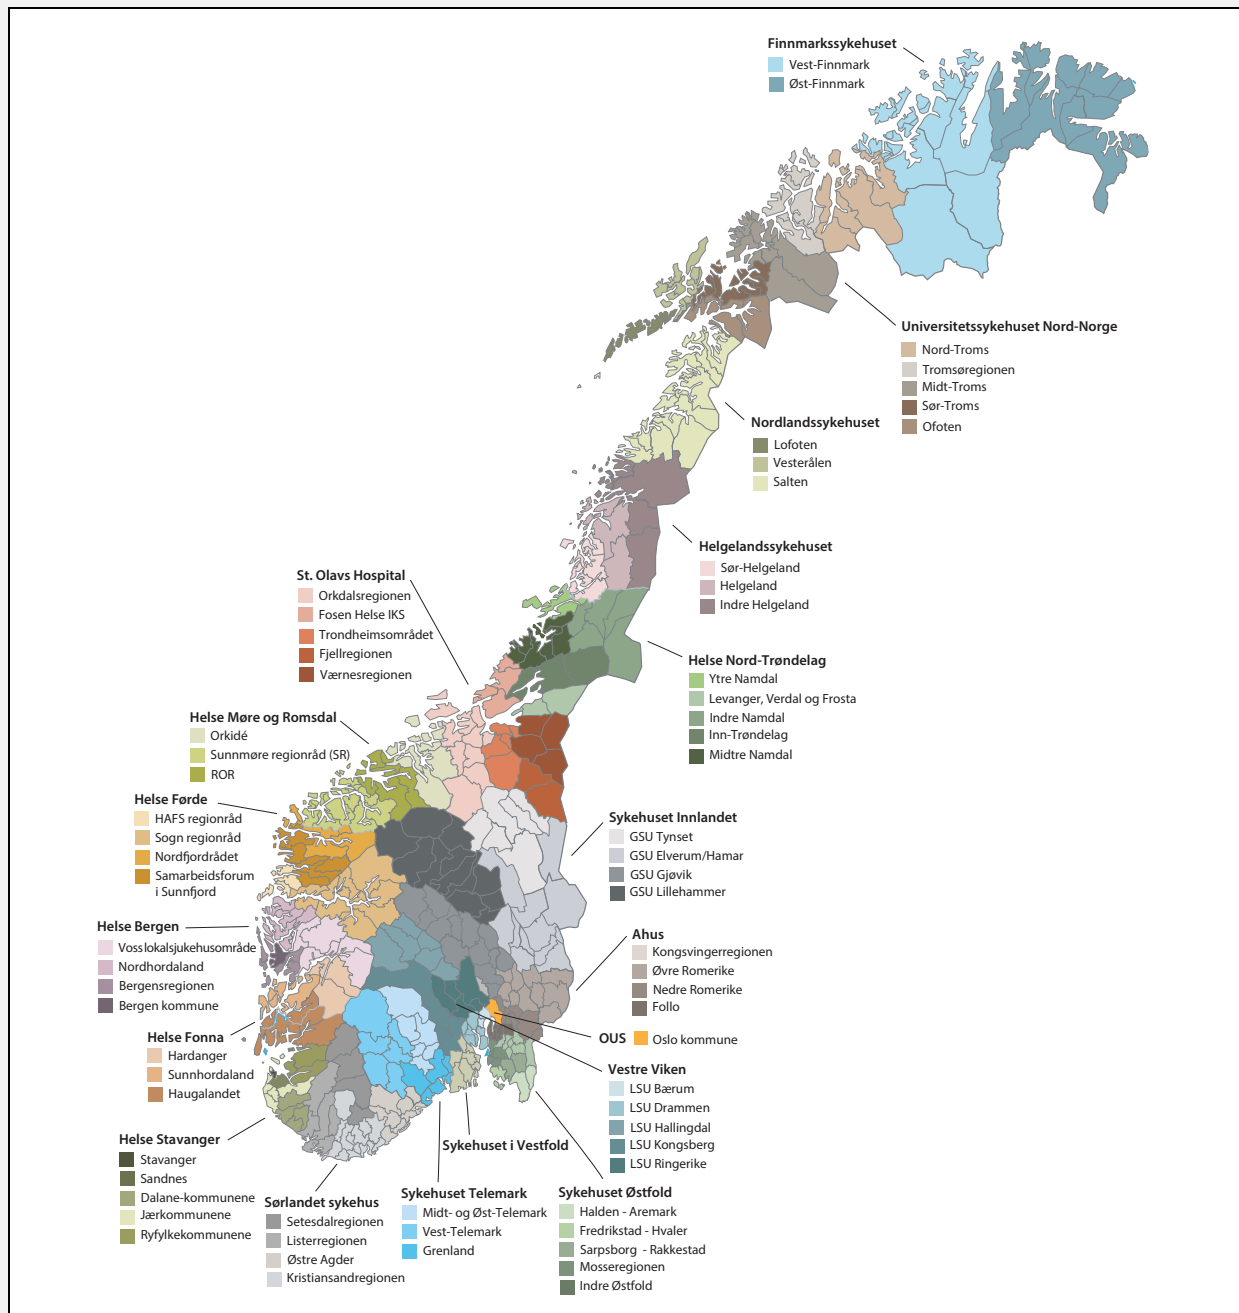 Finnmarkssykehuset
Vest-Finnmark
Øst-Finnmark
Universitetssykehuset Nord-Norge
Nord-Troms
Tromsøregionen
Midt-Troms
Sør-Troms
Ofoten
Nordlandssykehuset
Lofoten
Vesterålen
Salten
Helgelandssykehuset
Sør-Helgeland
Helgeland
Indre Helgeland
St. Olavs Hospital
Orkdalsregionen
Fosen Helse IKS
Trondheimsområdet
Fjellregionen
Værnesregionen
Helse Nord-Trøndelag
Ytre Namdal
Levanger, Verdal og Frosta
Indre Namdal
Inn-Trøndelag
Midtre Namdal
Helse Møre og Romsdal
Orkidé
Sunnmøre regionråd (SR)
ROR
Helse Førde
HAFS regionråd
Sogn regionråd
Nordfjordrådet
Samarbeidsforum
i Sunnfjord
Sykehuset Innlandet
GSU Tynset
GSU Elverum/Hamar
GSU Gjøvik
GSU Lillehammer
Helse Bergen
Voss lokalsjukehusområde
Nordhordaland
Bergensregionen
Bergen kommune
Ahus
Kongsvingerregionen
Øvre Romerike
Nedre Romerike
Follo
OUS
Oslo kommune
Helse Fonna
Hardanger
Sunnhordaland
Haugalandet
Vestre Viken
LSU Bærum
LSU Drammen
LSU Hallingdal
LSU Kongsberg
LSU Ringerike
Helse Stavanger
Stavanger
Sandnes
Dalane-kommunene
Jærkommunene
Ryfylkekommunene
Sykehuset i Vestfold
Sørlandet sykehus
Setesdalregionen
Listerregionen
Østre Agder
Kristiansandregionen
Sykehuset Telemark
Midt- og Øst-Telemark
Vest-Telemark
Grenland
Sykehuset Østfold
Halden - Aremark
Fredrikstad - Hvaler
Sarpsborg - Rakkestad
Mosseregionen
Indre Østfold